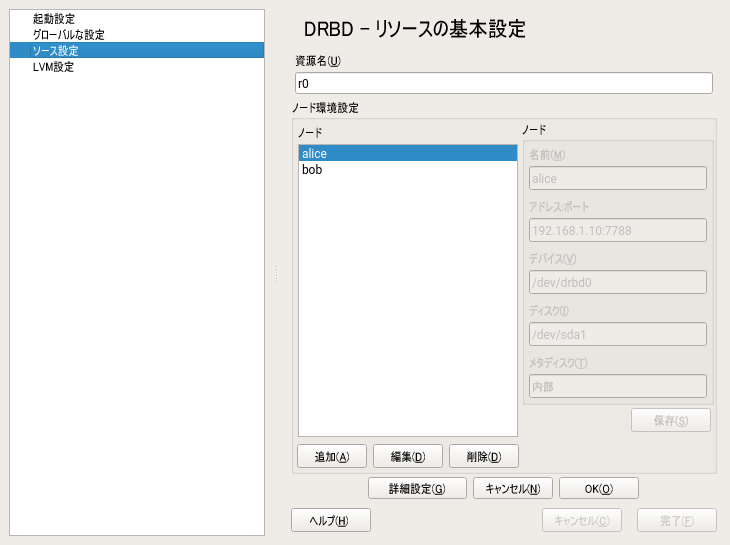 起動設定
グローバルな設定
ソース設定
LVM設定
DRBD – リソースの基本設定
資源名(U)
r0
ノード環境設定
ノード
alice
bob
追加(A)
編集(D)
削除(D)
ノード
名前(M)
alice
アドレス:ポート
192.168.1.10:7788
デバイス(V)
/dev/drbd0
ディスク(I)
/dev/sda1
メタディスク(T)
内部
保存(S)
詳細設定(G)
キャンセル(N)
OK(O)
ヘルプ(H)
キャンセル(C)
完了(F)